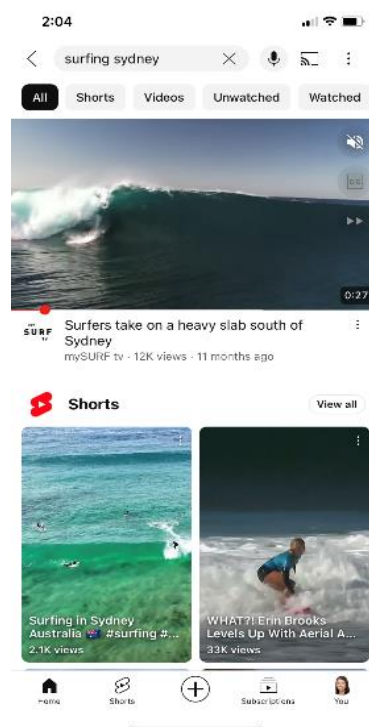 2:04
surfing sydney
All Shorts Videos Unwatched Watched
CC
0:27
SURF
Surfers take on a heavy slab south of
Sydney
mySURF tv · 12K views · 11 months ago
Shorts
View all
Surfing in Sydney
Australia 🇦🇺 #surfing #...
2.1K views
WHAT?! Erin Brooks
Levels Up With Aerial A...
33K views
Home Shorts Subscriptions You